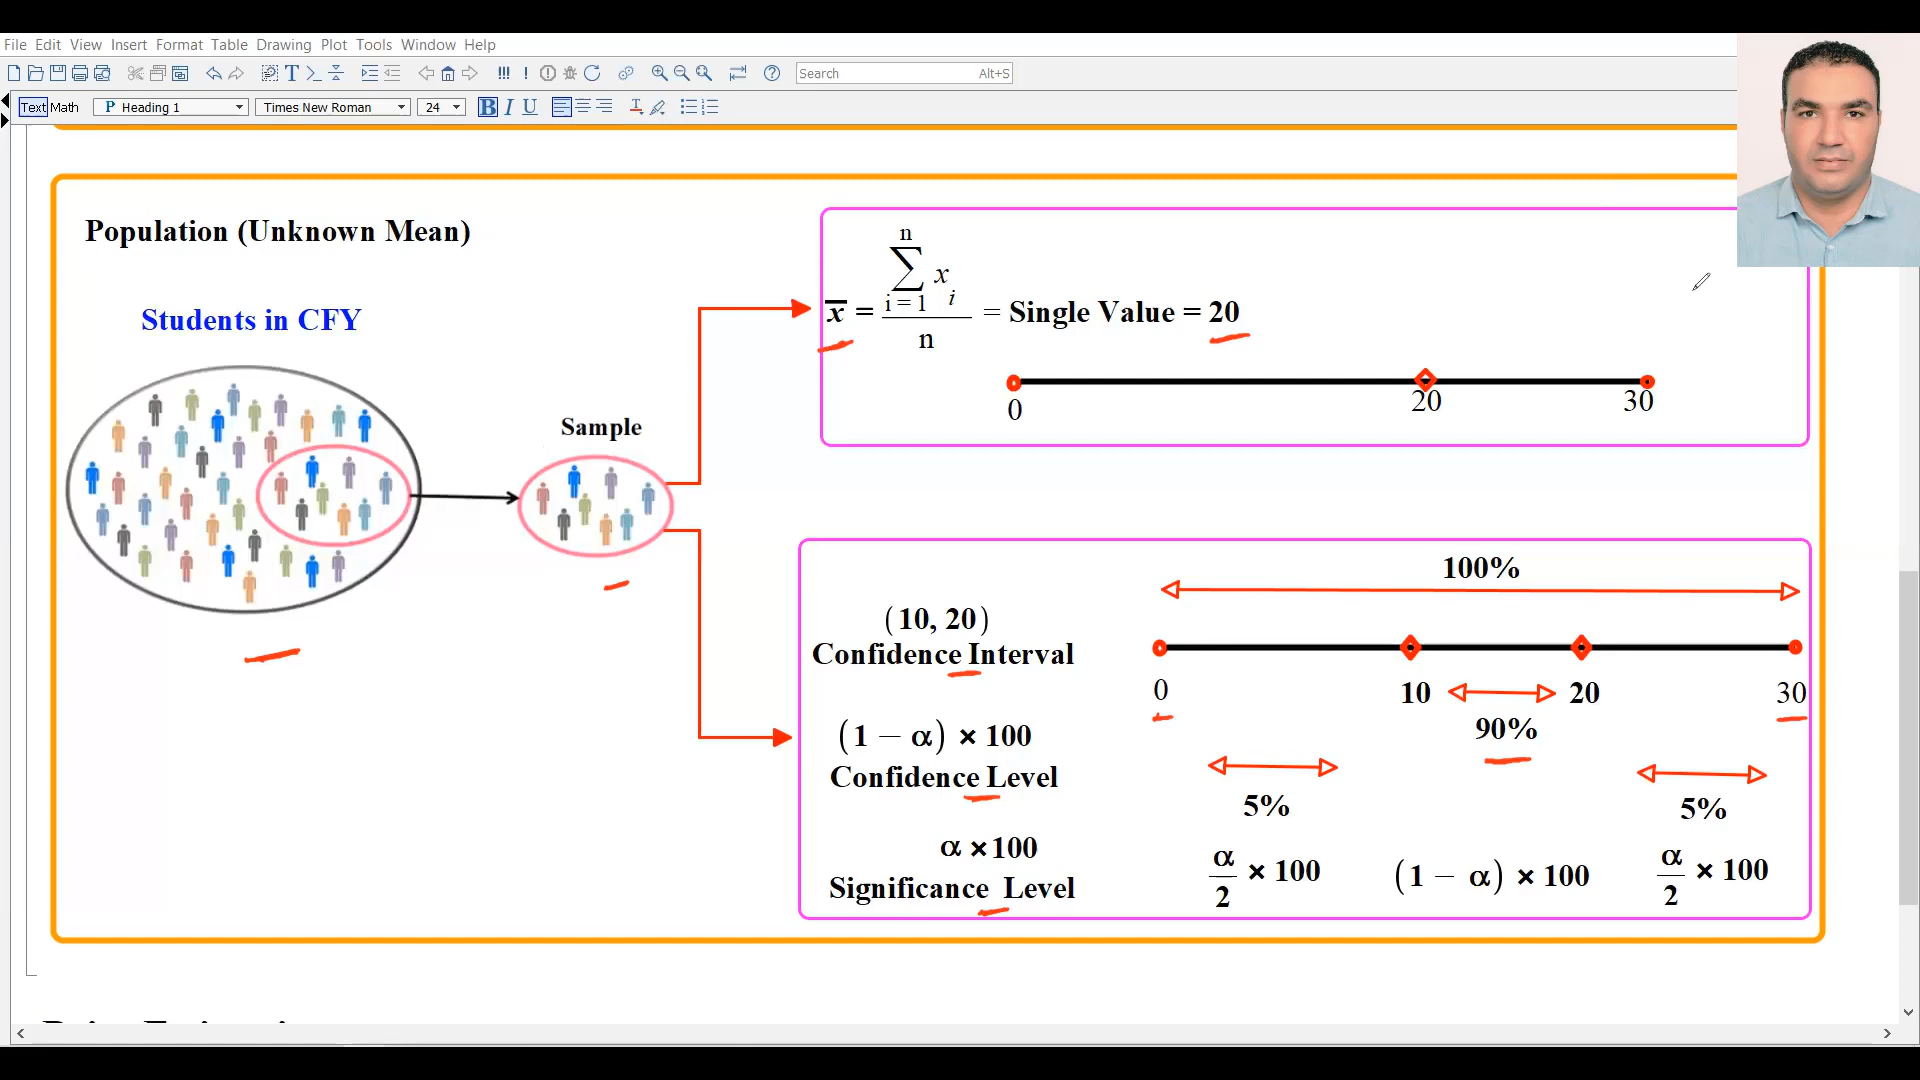 File Edit View Insert Format Table Drawing Plot Tools Window Help
Search Alt+S
Text Math P Heading 1 Times New Roman 24 B I U
Population (Unknown Mean)
Students in CFY
Sample
x̄ = \frac{\sum_{i=1}^{n} x_i}{n} = Single Value = 20
0 20 30
100%
(10, 20)
Confidence Interval
0 10 20 30
90%
(1 − α) × 100
Confidence Level
5% 5%
α × 100
Significance Level
α/2 × 100 (1 − α) × 100 α/2 × 100